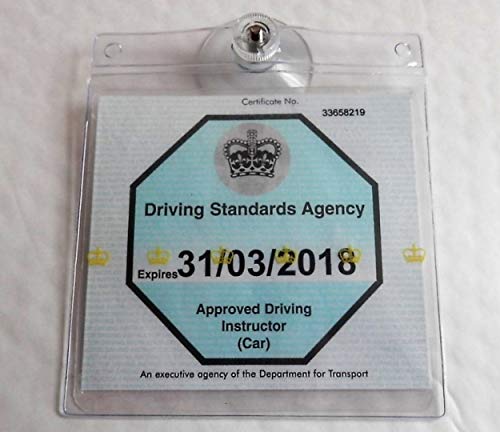 Certificate No.
33658219
Driving Standards Agency
Expires 31/03/2018
Approved Driving
Instructor
(Car)
An executive agency of the Department for Transport